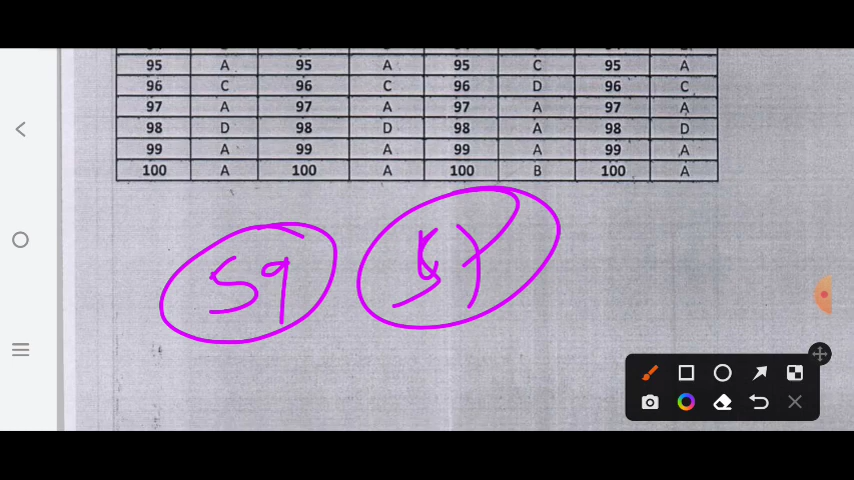 95 A 95 A 95 C 95 A
96 C 96 C 96 D 96 C
97 A 97 A 97 A 97 A
98 D 98 D 98 A 98 D
99 A 99 A 99 A 99 A
100 A 100 A 100 B 100 A
59